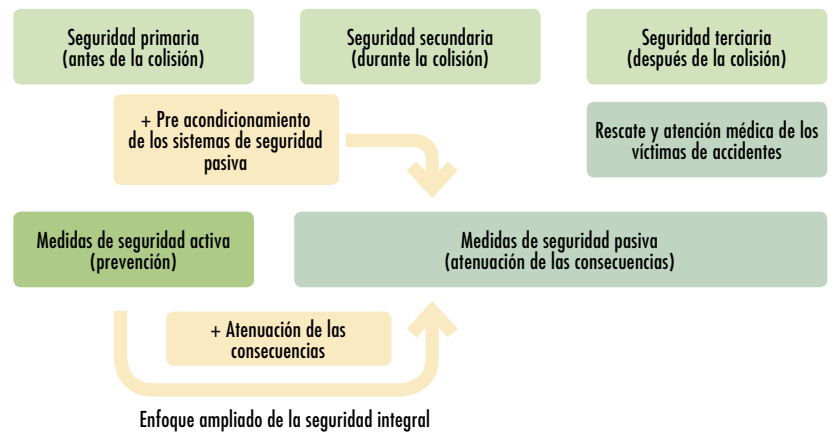 Seguridad primaria
(antes de la colisión)
Seguridad secundaria
(durante la colisión)
Seguridad terciaria
(después de la colisión)
+ Pre acondicionamiento
de los sistemas de seguridad
pasiva
Rescate y atención médica de los
víctimas de accidentes
Medidas de seguridad activa
(prevención)
Medidas de seguridad pasiva
(atenuación de las consecuencias)
+ Atenuación de las
consecuencias
Enfoque ampliado de la seguridad integral